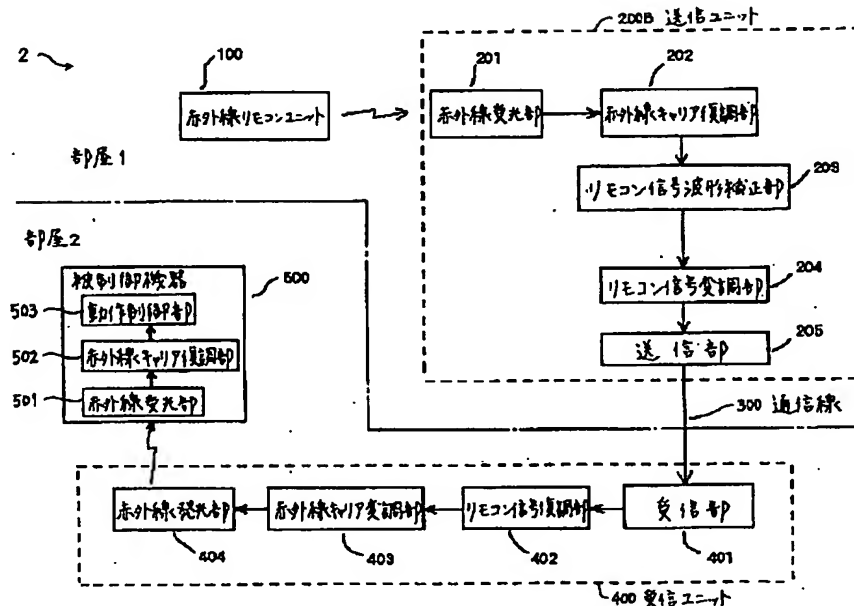 200B 送信ユニット
2
100
赤外線リモコンユニット
201
赤外線受光部
202
赤外線キャリア復調部
リモコン信号波形補正部
203
リモコン信号変調部
204
送信部
205
部屋1
部屋2
300 通信線
被制御機器
500
503
動作制御部
502
赤外線キャリア復調部
501
赤外線受光部
赤外線発光部
404
赤外線キャリア変調部
403
リモコン信号復調部
402
受信部
401
400 受信ユニット